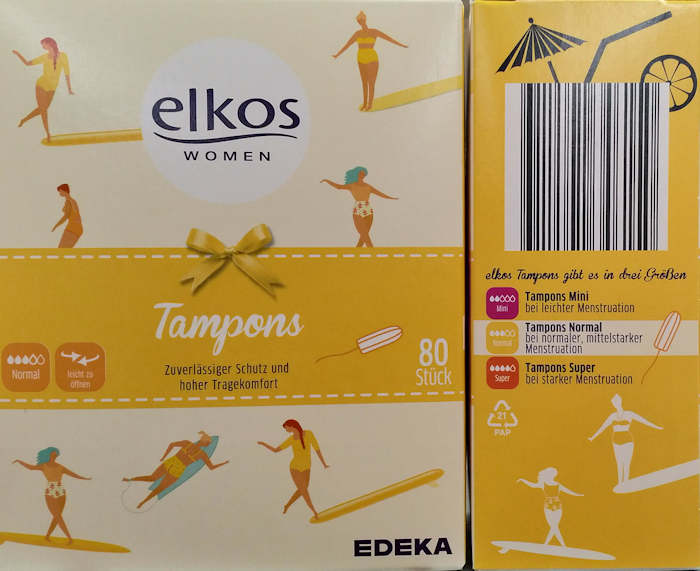 elkos
WOMEN
Tampons
Zuverlässiger Schutz und
hoher Tragekomfort
80
Stück
Normal
leicht zu
öffnen
EDEKA
elkos Tampons gibt es in drei Größen
Mini
Tampons Mini
bei leichter Menstruation
Normal
Tampons Normal
bei normaler, mittelstarker
Menstruation
Super
Tampons Super
bei starker Menstruation
21
PAP